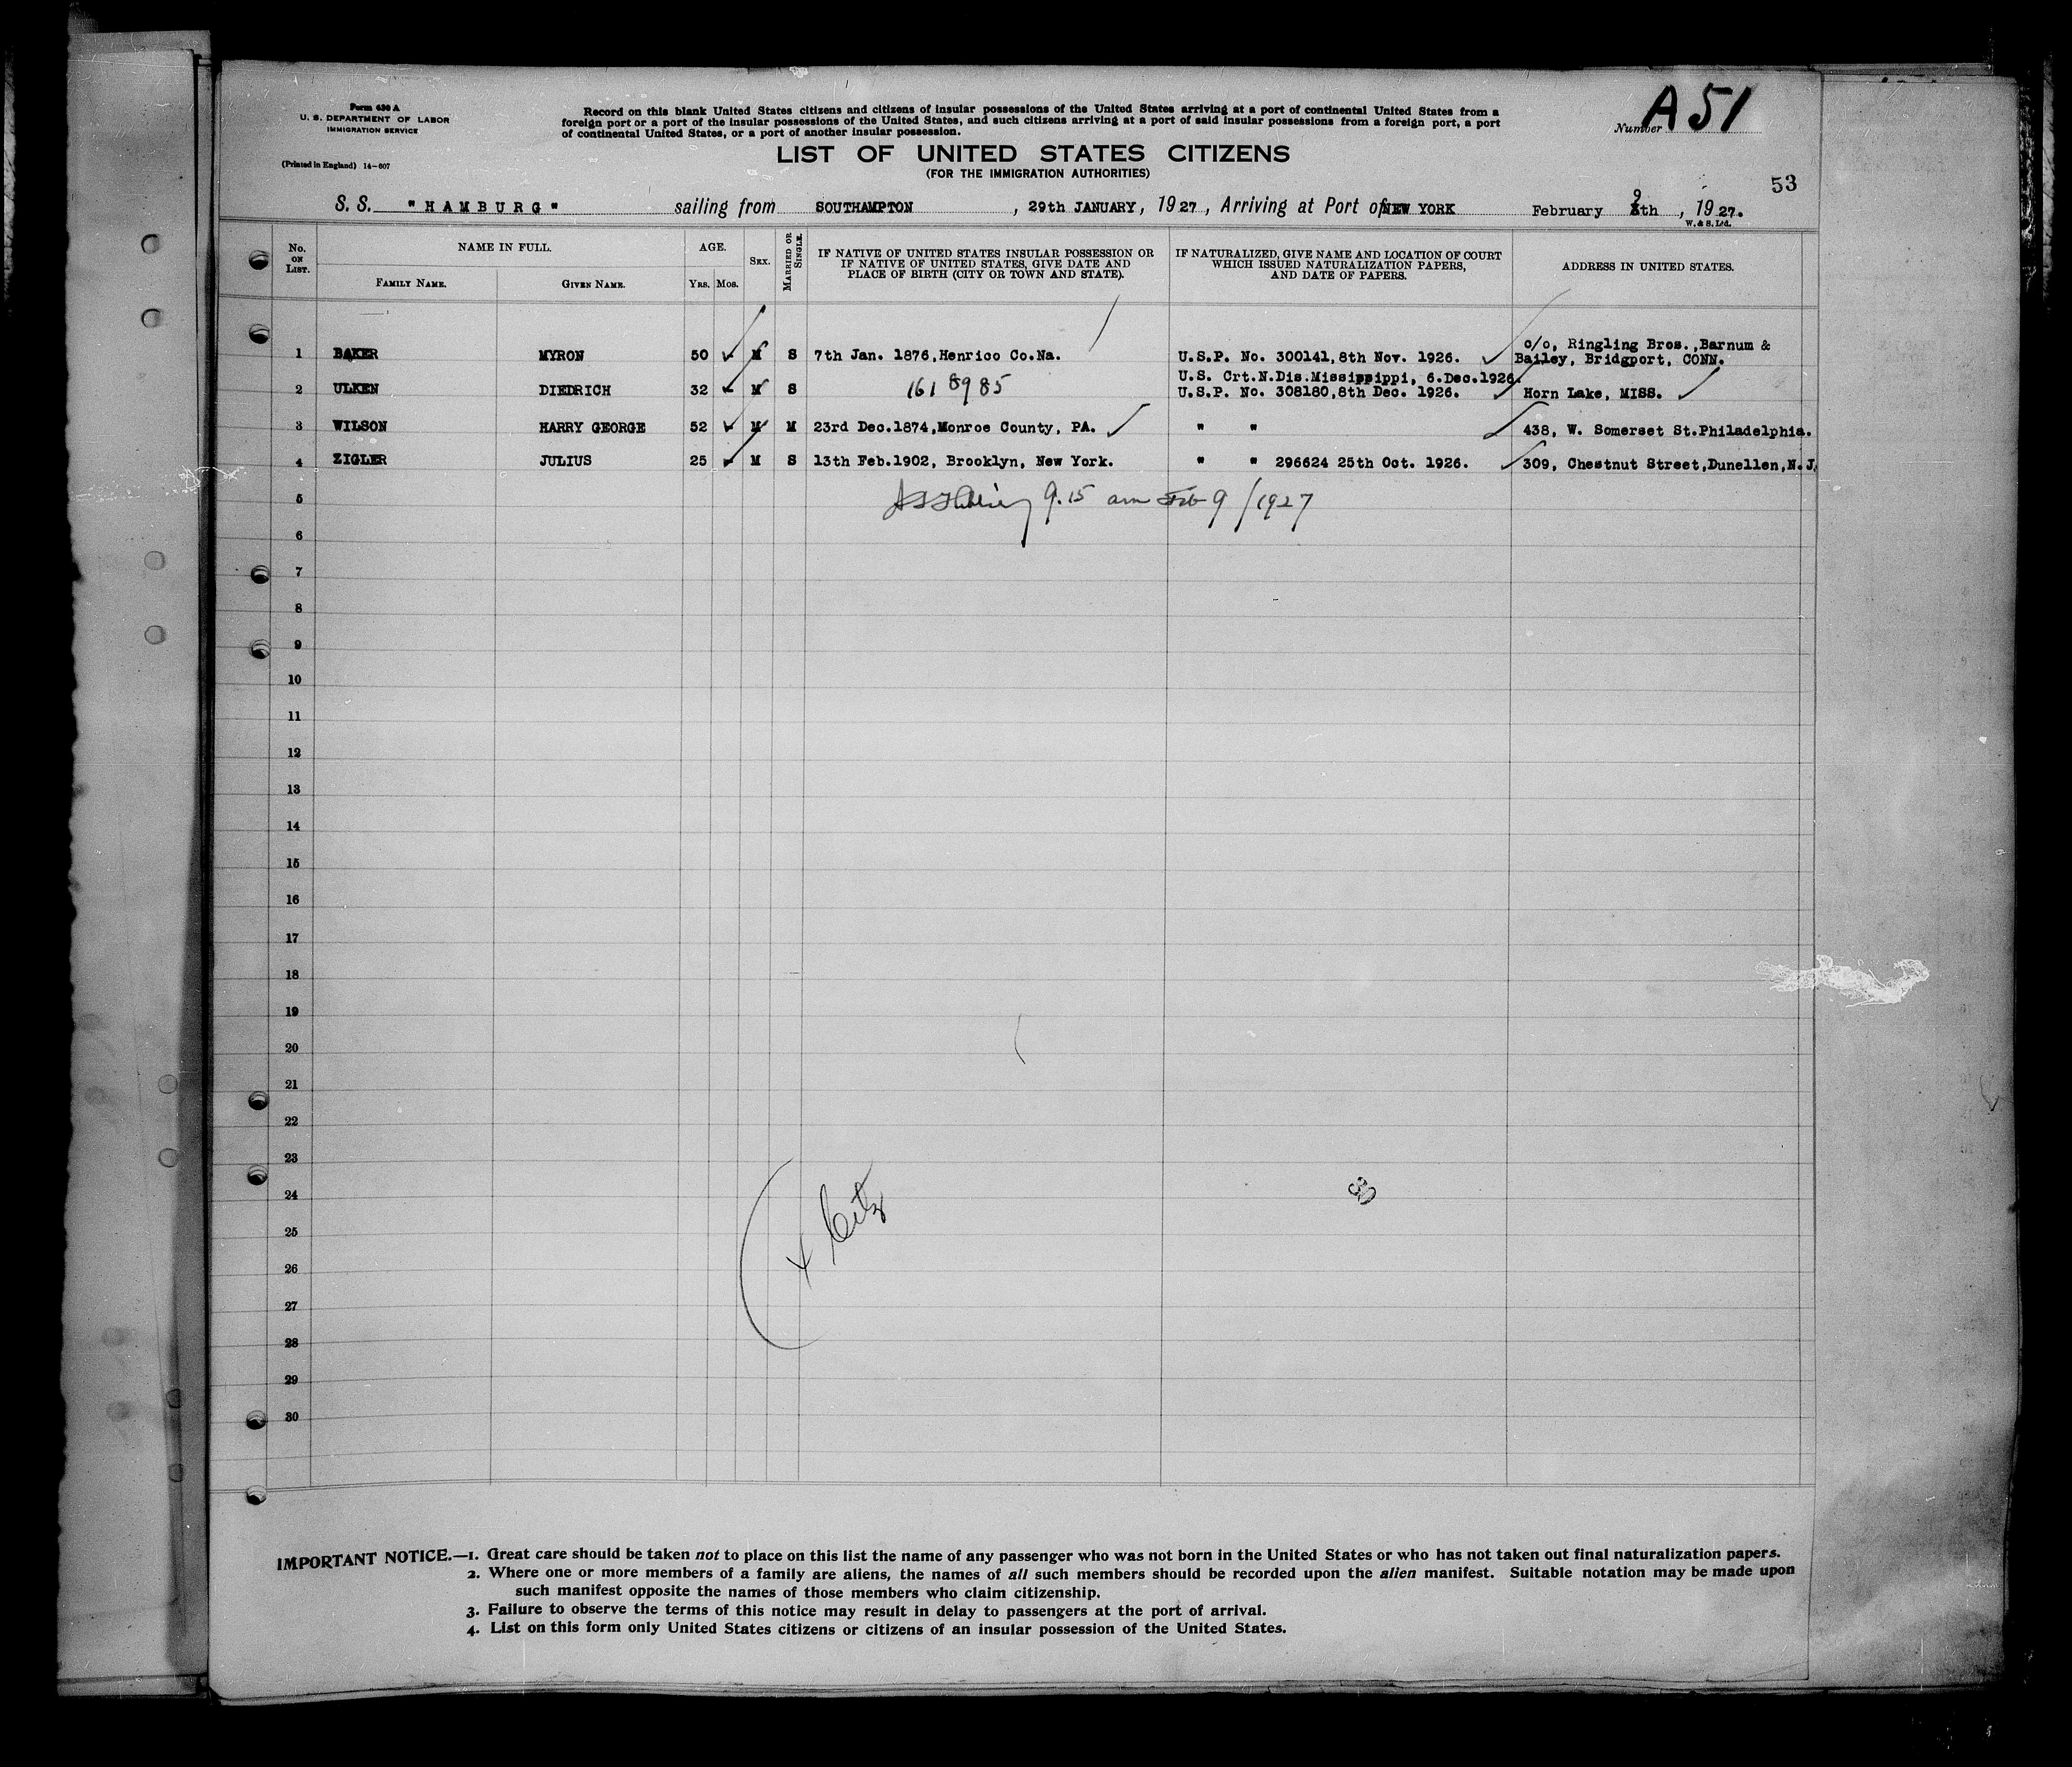 Form 630 A
U. S. DEPARTMENT OF LABOR
IMMIGRATION SERVICE
(Printed in England) 14-607
Record on this blank United States citizens and citizens of insular possessions of the United States arriving at a port of continental United States from a
foreign port or a port of the insular possessions of the United States, and such citizens arriving at a port of said insular possessions from a foreign port, a port
of continental United States, or a port of another insular possession.
Number A51
LIST OF UNITED STATES CITIZENS
(FOR THE IMMIGRATION AUTHORITIES)
53
S. S. "HAMBURG" sailing from SOUTHAMPTON, 29th JANUARY, 1927, Arriving at Port of NEW YORK February 9th, 1927.
W. & S. Ltd.
No. ON LIST. NAME IN FULL. AGE. SEX. MARRIED OR SINGLE. IF NATIVE OF UNITED STATES INSULAR POSSESSION OR IF NATIVE OF UNITED STATES, GIVE DATE AND PLACE OF BIRTH (CITY OR TOWN AND STATE). IF NATURALIZED, GIVE NAME AND LOCATION OF COURT WHICH ISSUED NATURALIZATION PAPERS, AND DATE OF PAPERS. ADDRESS IN UNITED STATES.
FAMILY NAME. GIVEN NAME. YRS. MOS.
c/o, Ringling Bros.,Barnum &
1 BAKER MYRON 50 M S 7th Jan. 1876,Henrico Co.Na. U.S.P. No. 300141,8th Nov. 1926. Bailey, Bridgport, CONN.
U.S. Crt.N.Dis.Mississippi, 6.Dec.1926.
2 ULKEN DIEDRICH 32 M S 1618985 U.S.P. No. 308180,8th Dec. 1926. Horn Lake, MISS.
3 WILSON HARRY GEORGE 52 M M 23rd Dec.1874,Monroe County, PA. " " 438, W. Somerset St.Philadelphia.
4 ZIGLER JULIUS 25 M S 13th Feb.1902, Brooklyn, New York. " " 296624 25th Oct. 1926. 309, Chestnut Street,Dunellen,N.J.
5 9.15 am Feb 9/1927
6
7
8
9
10
11
12
13
14
15
16
17
18
19
20
21
22
23
24 30
25 4 Citz
26
27
28
29
30
IMPORTANT NOTICE.—1. Great care should be taken not to place on this list the name of any passenger who was not born in the United States or who has not taken out final naturalization papers.
2. Where one or more members of a family are aliens, the names of all such members should be recorded upon the alien manifest. Suitable notation may be made upon
such manifest opposite the names of those members who claim citizenship.
3. Failure to observe the terms of this notice may result in delay to passengers at the port of arrival.
4. List on this form only United States citizens or citizens of an insular possession of the United States.